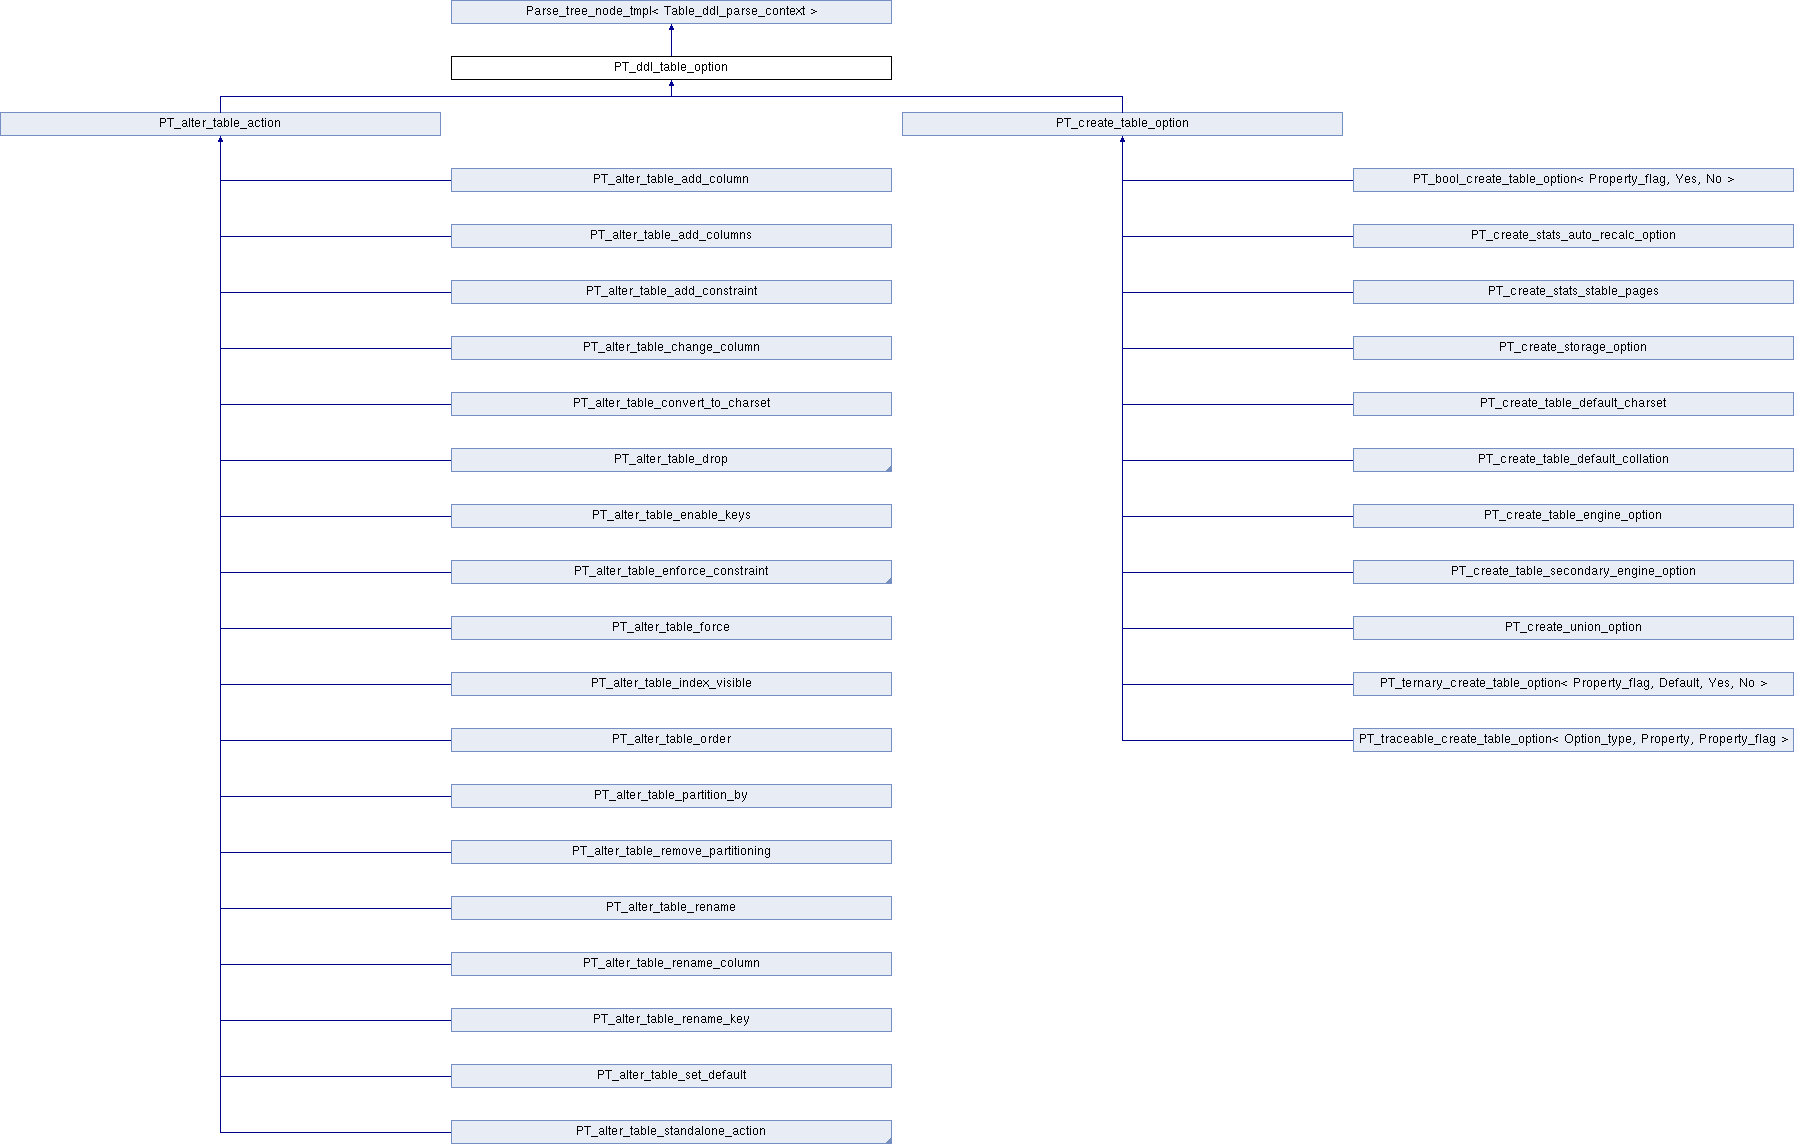 Parse_tree_node_tmpl< Table_ddl_parse_context >
PT_ddl_table_option
PT_alter_table_action
PT_create_table_option
PT_alter_table_add_column
PT_bool_create_table_option< Property_flag, Yes, No >
PT_alter_table_add_columns
PT_create_stats_auto_recalc_option
PT_alter_table_add_constraint
PT_create_stats_stable_pages
PT_alter_table_change_column
PT_create_storage_option
PT_alter_table_convert_to_charset
PT_create_table_default_charset
PT_alter_table_drop
PT_create_table_default_collation
PT_alter_table_enable_keys
PT_create_table_engine_option
PT_alter_table_enforce_constraint
PT_create_table_secondary_engine_option
PT_alter_table_force
PT_create_union_option
PT_alter_table_index_visible
PT_ternary_create_table_option< Property_flag, Default, Yes, No >
PT_alter_table_order
PT_traceable_create_table_option< Option_type, Property, Property_flag >
PT_alter_table_partition_by
PT_alter_table_remove_partitioning
PT_alter_table_rename
PT_alter_table_rename_column
PT_alter_table_rename_key
PT_alter_table_set_default
PT_alter_table_standalone_action